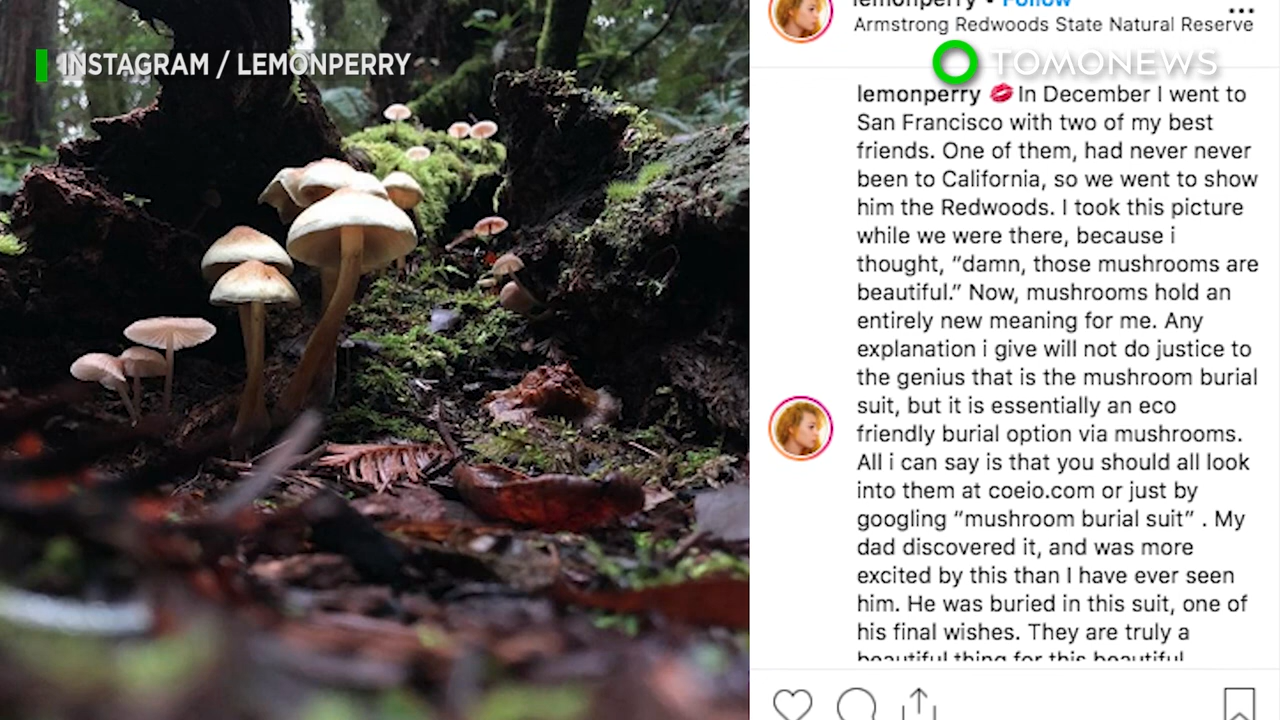 lemonperry • Follow
Armstrong Redwoods State Natural Reserve
INSTAGRAM / LEMONPERRY
TOMONEWS
lemonperry 💋 In December I went to
San Francisco with two of my best
friends. One of them, had never never
been to California, so we went to show
him the Redwoods. I took this picture
while we were there, because i
thought, “damn, those mushrooms are
beautiful.” Now, mushrooms hold an
entirely new meaning for me. Any
explanation i give will not do justice to
the genius that is the mushroom burial
suit, but it is essentially an eco
friendly burial option via mushrooms.
All i can say is that you should all look
into them at coeio.com or just by
googling “mushroom burial suit” . My
dad discovered it, and was more
excited by this than I have ever seen
him. He was buried in this suit, one of
his final wishes. They are truly a
beautiful thing for this beautiful